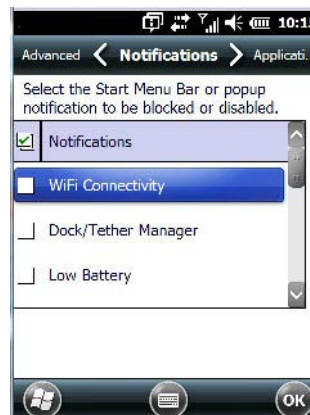 10:1
Advanced Notifications Applicati..
Select the Start Menu Bar or popup
notification to be blocked or disabled.
Notifications
WiFi Connectivity
Dock/Tether Manager
Low Battery
OK